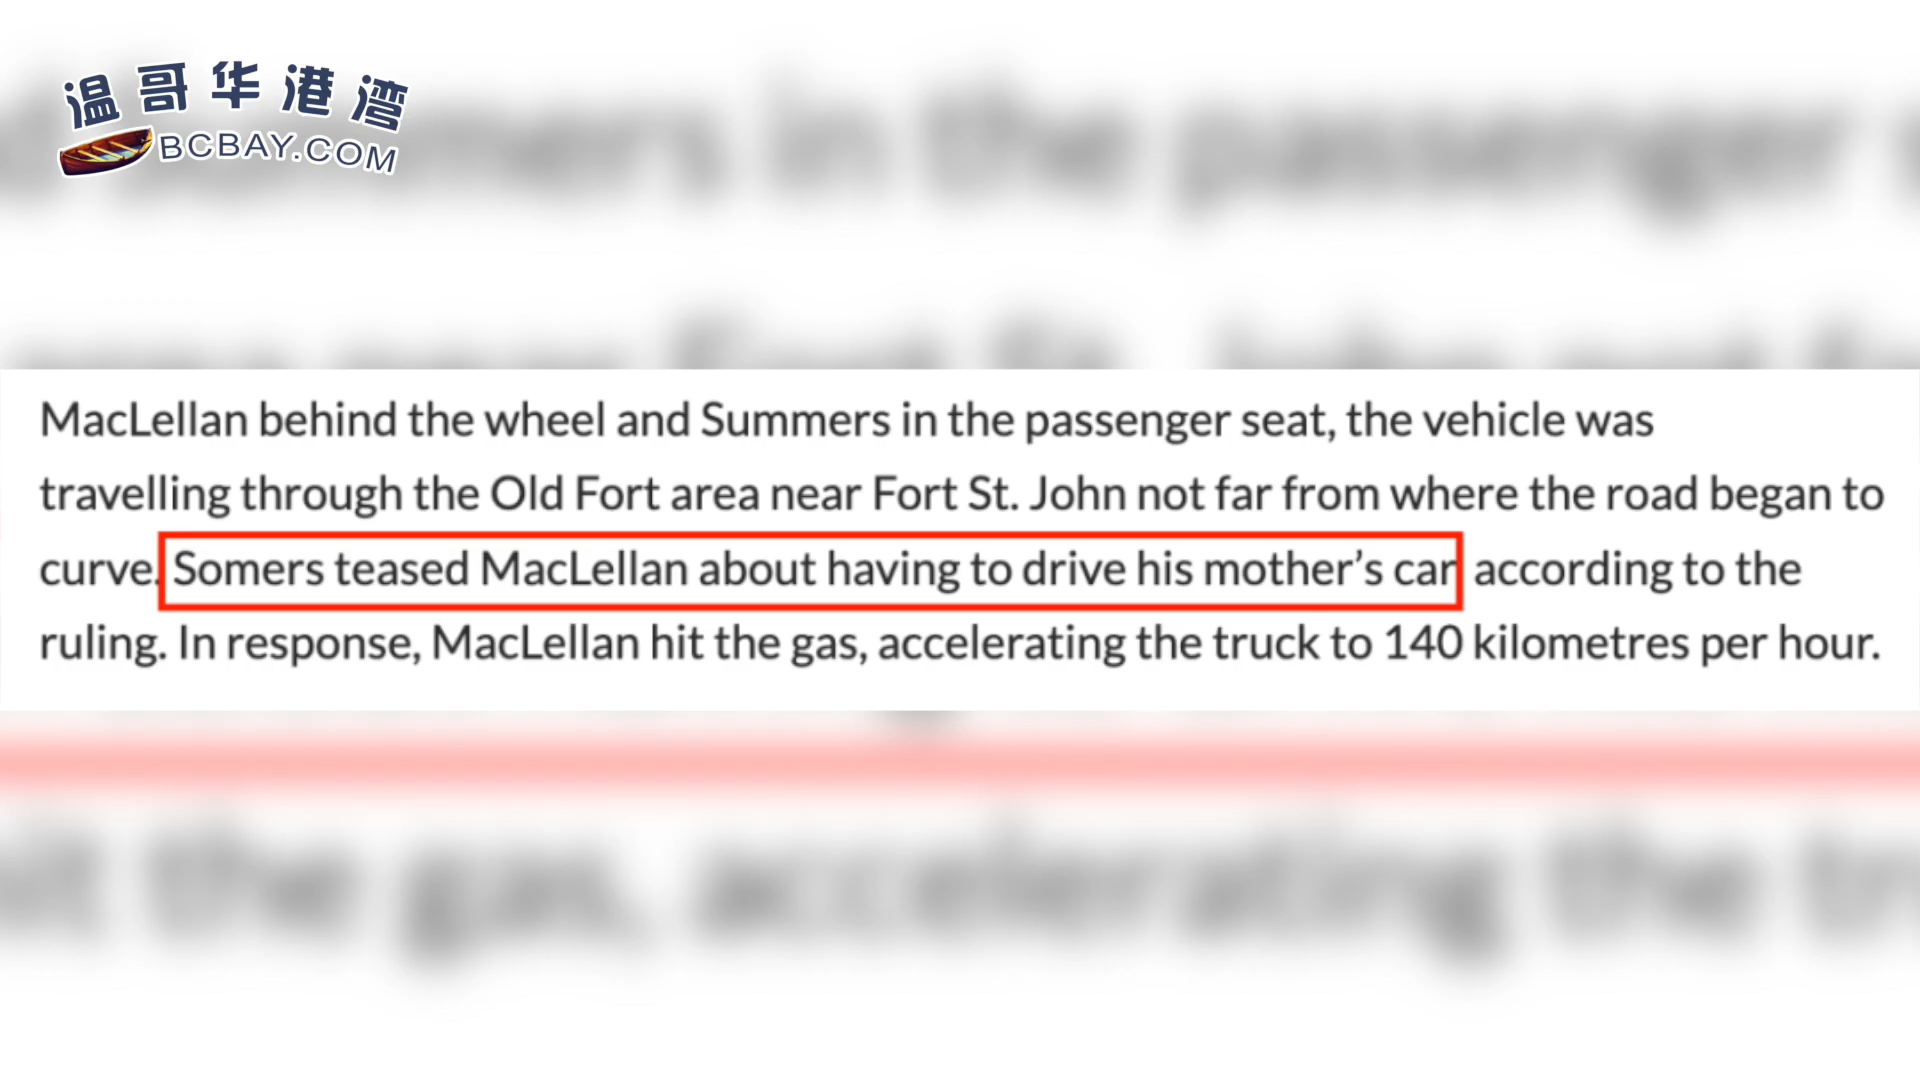 温哥华港湾
BCBAY.COM
MacLellan behind the wheel and Summers in the passenger seat, the vehicle was
travelling through the Old Fort area near Fort St. John not far from where the road began to
curve. Somers teased MacLellan about having to drive his mother’s car according to the
ruling. In response, MacLellan hit the gas, accelerating the truck to 140 kilometres per hour.